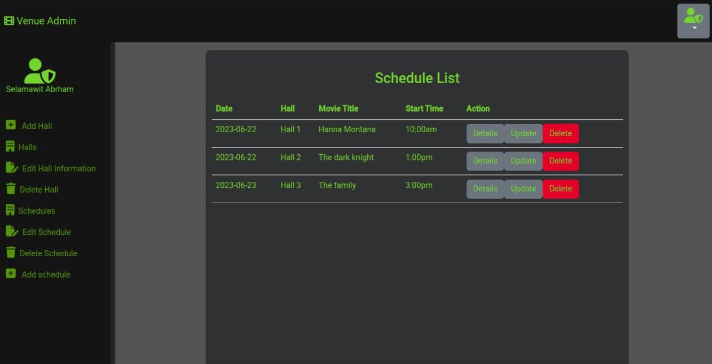 Venue Admin
Selamawit Abrham
Add Hall
Halls
Edit Hall Information
Delete Hall
Schedules
Edit Schedule
Delete Schedule
Add schedule
Schedule List
Date Hall Movie Title Start Time Action
2023-06-22 Hall 1 Hanna Montana 10:00am Details Update Delete
2023-06-22 Hall 2 The dark knight 1:00pm Details Update Delete
2023-06-23 Hall 3 The family 3:00pm Details Update Delete